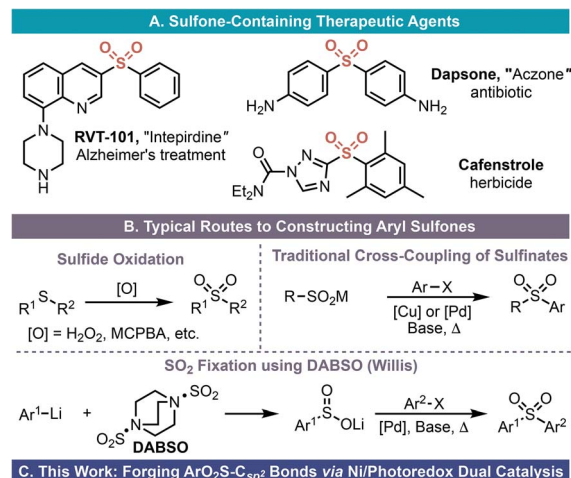 A. Sulfone-Containing Therapeutic Agents
O O
S
N
N
N
H
RVT-101, "Intepirdine"
Alzheimer's treatment
O O
S
H2N
NH2
Dapsone, "Aczone"
antibiotic
O
Et2N
N
N
N
O O
S
Cafenstrole
herbicide
B. Typical Routes to Constructing Aryl Sulfones
Sulfide Oxidation
R1 S R2
[O]
O O
R1 S R2
[O] = H2O2, MCPBA, etc.
Traditional Cross-Coupling of Sulfinates
R–SO2M
Ar–X
[Cu] or [Pd]
Base, Δ
O O
R S Ar
SO2 Fixation using DABSO (Willis)
Ar1–Li
+
N•SO2
O2S•N
DABSO
O
Ar1 S OLi
Ar2–X
[Pd], Base, Δ
O O
Ar1 S Ar2
C. This Work: Forging ArO2S-Csp2 Bonds via Ni/Photoredox Dual Catalysis